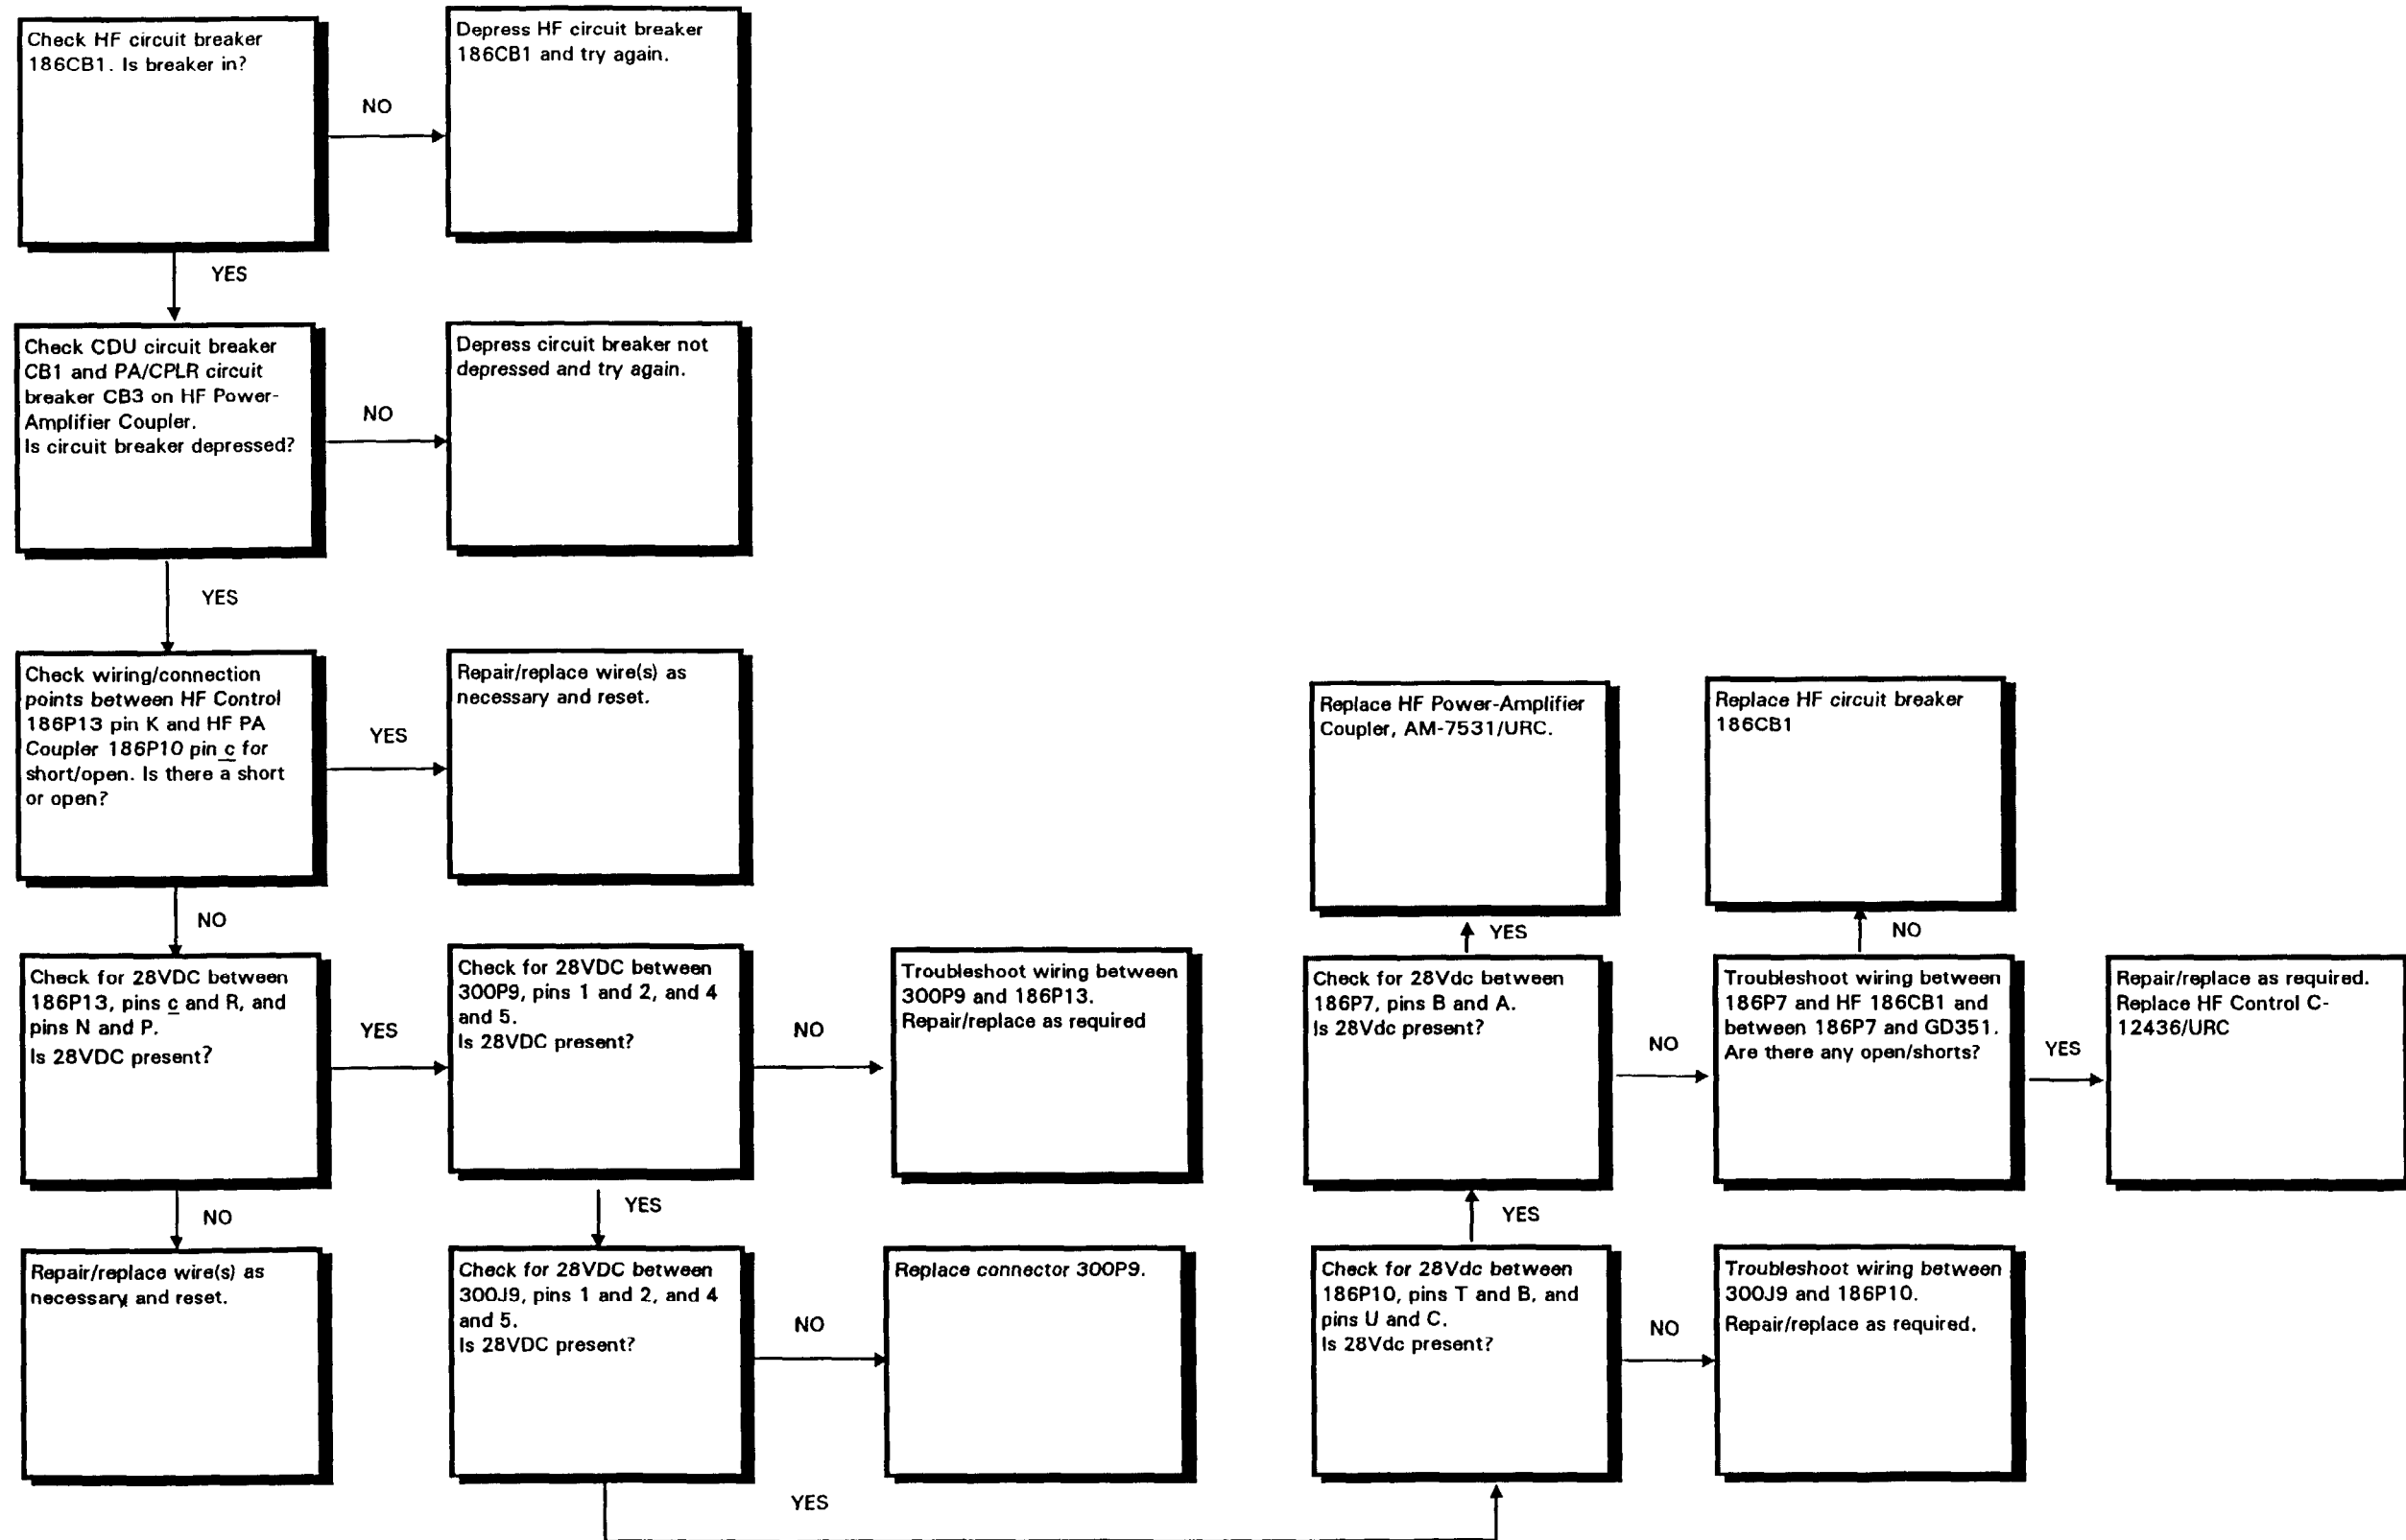 Check HF circuit breaker
186CB1. Is breaker in?
NO
Depress HF circuit breaker
186CB1 and try again.
YES
Check CDU circuit breaker
CB1 and PA/CPLR circuit
breaker CB3 on HF Power-
Amplifier Coupler.
Is circuit breaker depressed?
NO
Depress circuit breaker not
depressed and try again.
YES
Check wiring/connection
points between HF Control
186P13 pin K and HF PA
Coupler 186P10 pin c for
short/open. Is there a short
or open?
YES
Repair/replace wire(s) as
necessary and reset.
NO
Check for 28VDC between
186P13, pins c and R, and
pins N and P.
Is 28VDC present?
YES
Check for 28VDC between
300P9, pins 1 and 2, and 4
and 5.
Is 28VDC present?
NO
Troubleshoot wiring between
300P9 and 186P13.
Repair/replace as required
NO
Repair/replace wire(s) as
necessary and reset.
YES
Check for 28VDC between
300J9, pins 1 and 2, and 4
and 5.
Is 28VDC present?
NO
Replace connector 300P9.
YES
Replace HF Power-Amplifier
Coupler, AM-7531/URC.
Replace HF circuit breaker
186CB1
YES
NO
Check for 28Vdc between
186P7, pins B and A.
Is 28Vdc present?
NO
Troubleshoot wiring between
186P7 and HF 186CB1 and
between 186P7 and GD351.
Are there any open/shorts?
YES
Repair/replace as required.
Replace HF Control C-
12436/URC
YES
Check for 28Vdc between
186P10, pins T and B, and
pins U and C.
Is 28Vdc present?
NO
Troubleshoot wiring between
300J9 and 186P10.
Repair/replace as required.